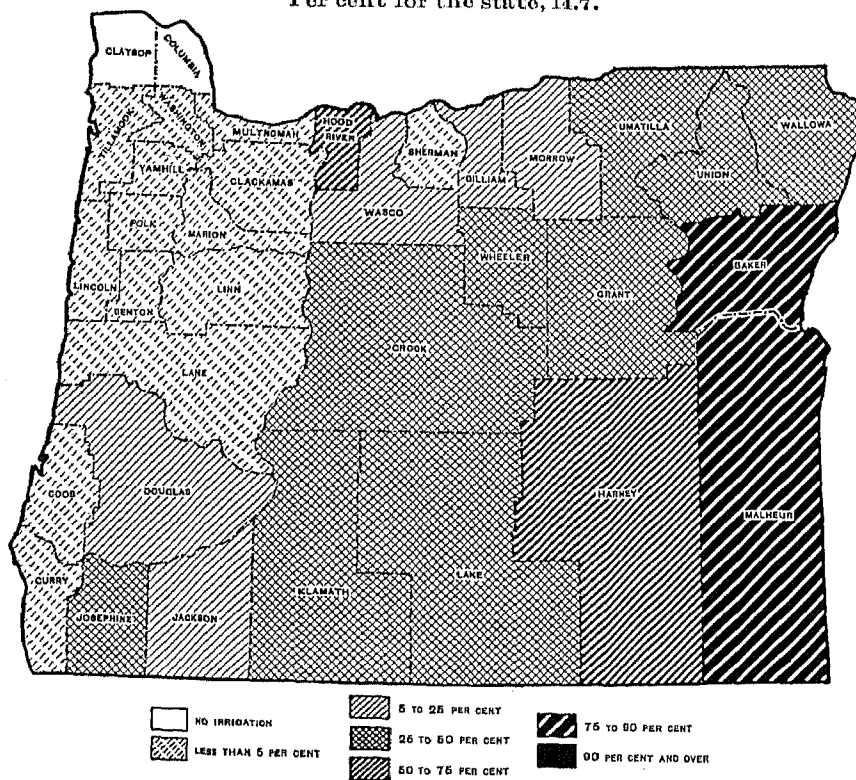 Per cent for the state, 14.7.
CLATSOP
COLUMBIA
TILLAMOOK
WASHINGTON
MULTNOMAH
HOOD RIVER
SHERMAN
GILLIAM
MORROW
UMATILLA
UNION
WALLOWA
YAMHILL
CLACKAMAS
WASCO
POLK
MARION
WHEELER
GRANT
BAKER
LINCOLN
BENTON
LINN
CROOK
LANE
COOS
DOUGLAS
HARNEY
MALHEUR
CURRY
JOSEPHINE
JACKSON
KLAMATH
LAKE
NO IRRIGATION
LESS THAN 5 PER CENT
5 TO 25 PER CENT
25 TO 50 PER CENT
50 TO 75 PER CENT
75 TO 90 PER CENT
90 PER CENT AND OVER